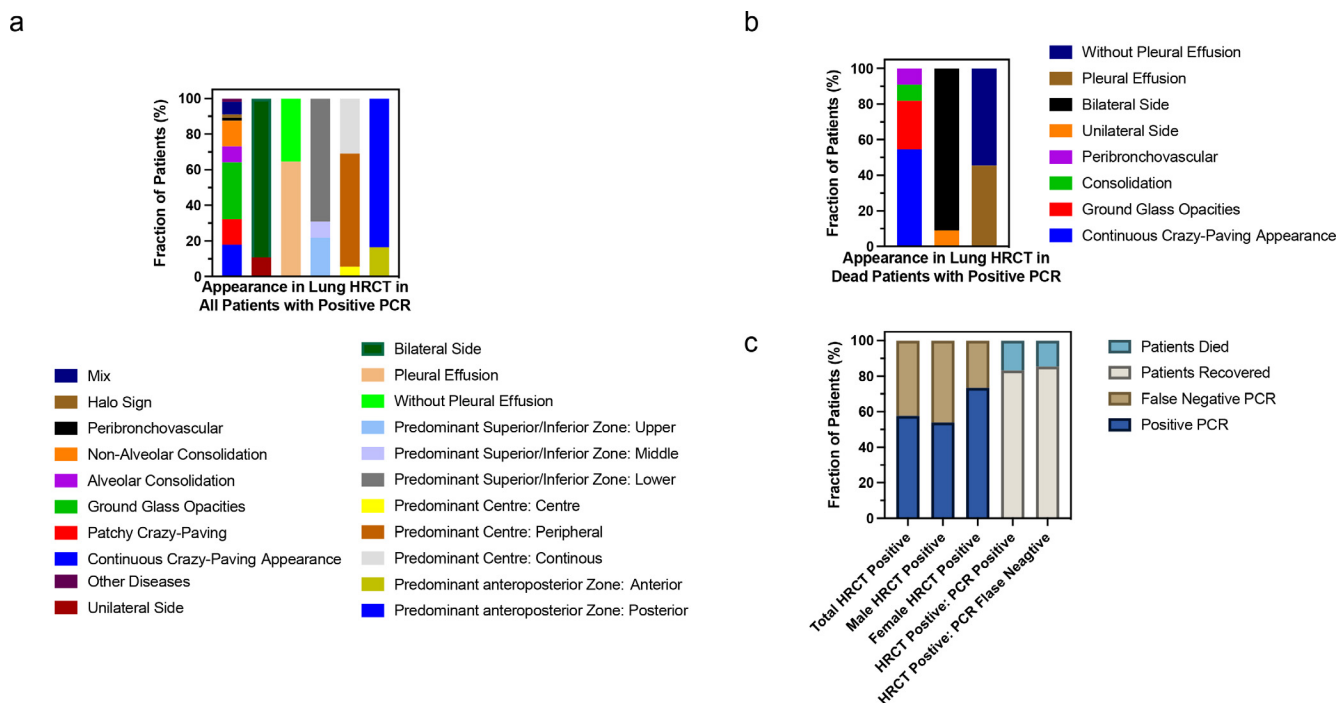 a
100
80
60
40
20
0
Fraction of Patients (%)
Appearance in Lung HRCT in
All Patients with Positive PCR
Mix
Halo Sign
Peribronchovascular
Non-Alveolar Consolidation
Alveolar Consolidation
Ground Glass Opacities
Patchy Crazy-Paving
Continuous Crazy-Paving Appearance
Other Diseases
Unilateral Side
Bilateral Side
Pleural Effusion
Without Pleural Effusion
Predominant Superior/Inferior Zone: Upper
Predominant Superior/Inferior Zone: Middle
Predominant Superior/Inferior Zone: Lower
Predominant Centre: Centre
Predominant Centre: Peripheral
Predominant Centre: Continous
Predominant anteroposterior Zone: Anterior
Predominant anteroposterior Zone: Posterior
b
100
80
60
40
20
0
Fraction of Patients (%)
Appearance in Lung HRCT in
Dead Patients with Positive PCR
Without Pleural Effusion
Pleural Effusion
Bilateral Side
Unilateral Side
Peribronchovascular
Consolidation
Ground Glass Opacities
Continuous Crazy-Paving Appearance
c
100
80
60
40
20
0
Fraction of Patients (%)
Total HRCT Positive
Male HRCT Positive
Female HRCT Positive
HRCT Postive: PCR Positive
HRCT Postive: PCR Flase Neagtive
Patients Died
Patients Recovered
False Negative PCR
Positive PCR